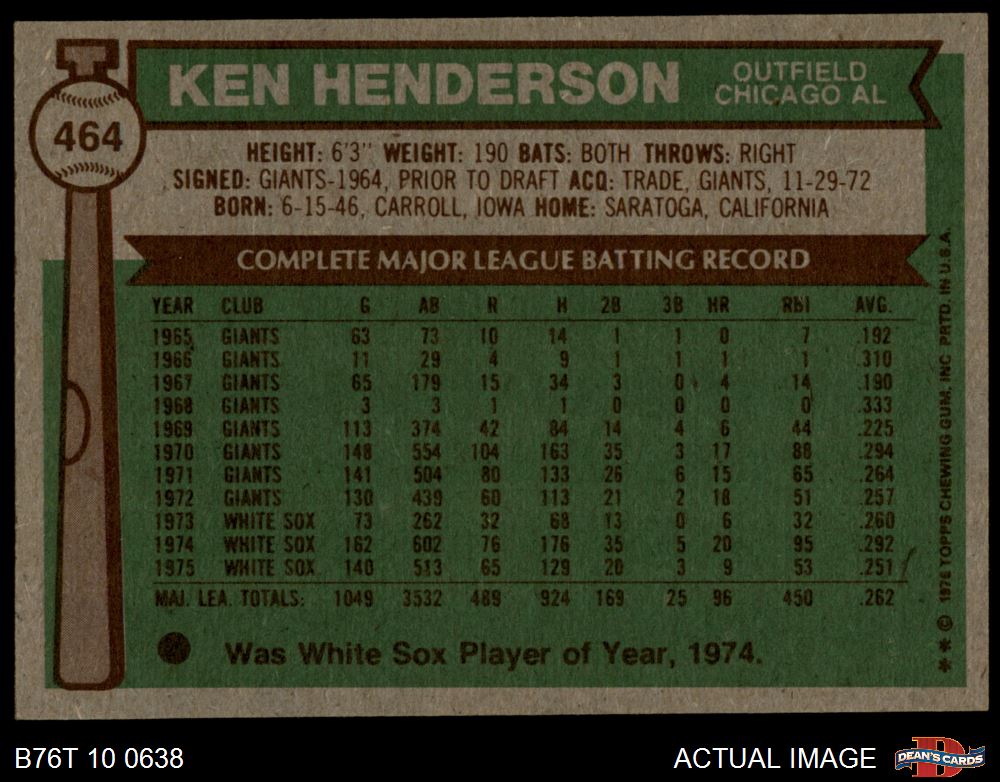 464
KEN HENDERSON
OUTFIELD
CHICAGO AL
HEIGHT: 6'3" WEIGHT: 190 BATS: BOTH THROWS: RIGHT
SIGNED: GIANTS-1964, PRIOR TO DRAFT ACQ: TRADE, GIANTS, 11-29-72
BORN: 6-15-46, CARROLL, IOWA HOME: SARATOGA, CALIFORNIA
COMPLETE MAJOR LEAGUE BATTING RECORD
YEAR CLUB G AB R H 2B 3B HR RBI AVG.
1965 GIANTS 63 73 10 14 1 1 0 7 .192
1966 GIANTS 11 29 4 9 1 1 1 1 .310
1967 GIANTS 65 179 15 34 3 0 4 14 .190
1968 GIANTS 3 3 1 1 0 0 0 0 .333
1969 GIANTS 113 374 42 84 14 4 6 44 .225
1970 GIANTS 148 554 104 163 35 3 17 88 .294
1971 GIANTS 141 504 80 133 26 6 15 65 .264
1972 GIANTS 130 439 60 113 21 2 18 51 .257
1973 WHITE SOX 73 262 32 68 13 0 6 32 .260
1974 WHITE SOX 162 602 76 176 35 5 20 95 .292
1975 WHITE SOX 140 513 65 129 20 3 9 53 .251
MAJ. LEA. TOTALS: 1049 3532 489 924 169 25 96 450 .262
Was White Sox Player of Year, 1974.
** © 1976 TOPPS CHEWING GUM, INC. PRTD. IN U.S.A.
B76T 10 0638
ACTUAL IMAGE
DEAN'S CARDS